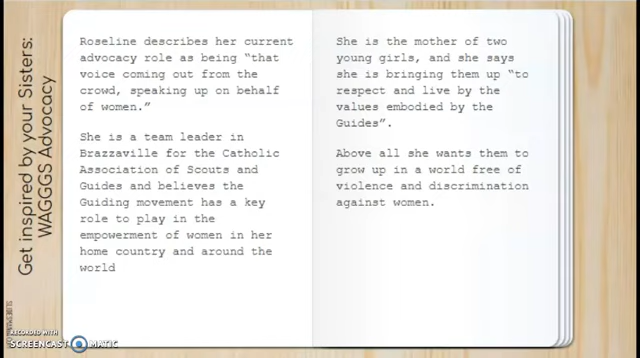 Get inspired by your Sisters:
WAGGGS Advocacy
Roseline describes her current
advocacy role as being “that
voice coming out from the
crowd, speaking up on behalf
of women.”
She is a team leader in
Brazzaville for the Catholic
Association of Scouts and
Guides and believes the
Guiding movement has a key
role to play in the
empowerment of women in her
home country and around the
world
She is the mother of two
young girls, and she says
she is bringing them up “to
respect and live by the
values embodied by the
Guides”.
Above all she wants them to
grow up in a world free of
violence and discrimination
against women.
RECORDED WITH
SCREENCAST MATIC